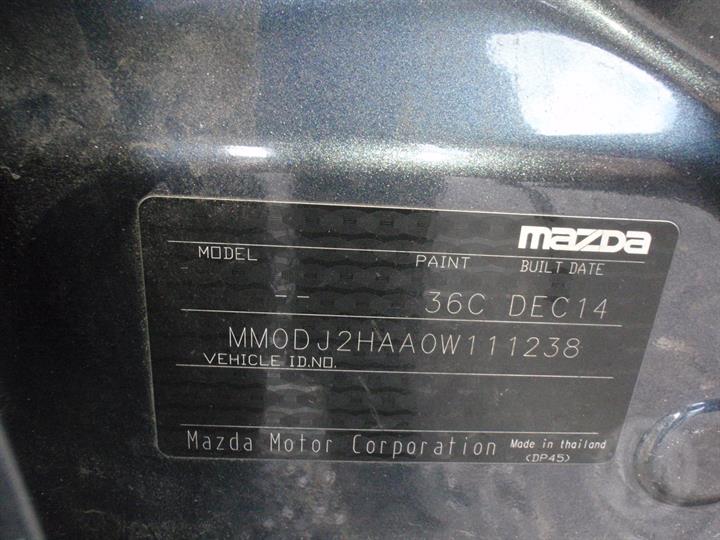 mazda
MODEL PAINT BUILT DATE
-- 36C DEC14
MM0DJ2HAA0W111238
VEHICLE ID.NO.
Mazda Motor Corporation Made in thailand
(DP45)